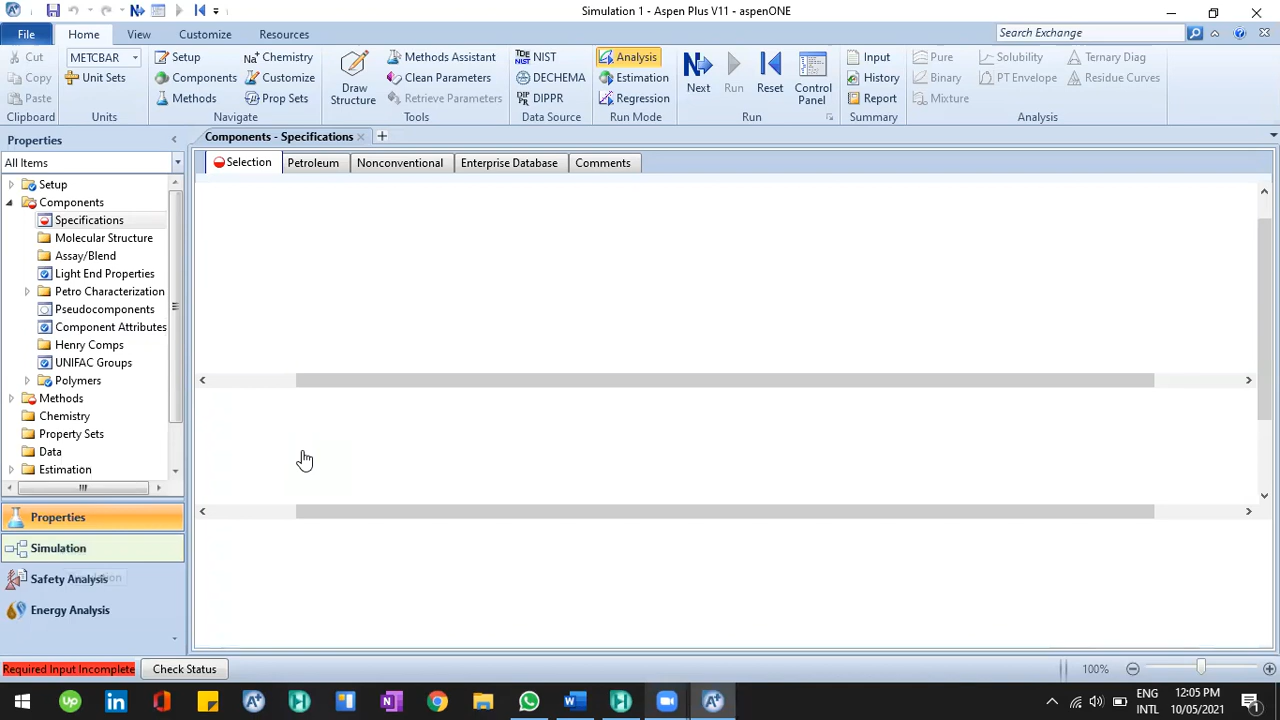 Simulation 1 - Aspen Plus V11 - aspenONE
File
Home
View
Customize
Resources
Search Exchange
Cut
Copy
Paste
Clipboard
METCBAR
Unit Sets
Units
Setup
Components
Methods
Chemistry
Customize
Prop Sets
Navigate
Draw
Structure
Methods Assistant
Clean Parameters
Retrieve Parameters
Tools
NIST
DECHEMA
DIPPR
Data Source
Analysis
Estimation
Regression
Run Mode
Next
Run
Reset
Control
Panel
Run
Input
History
Report
Summary
Pure
Binary
Mixture
Solubility
PT Envelope
Ternary Diag
Residue Curves
Analysis
Properties
All Items
Setup
Components
Specifications
Molecular Structure
Assay/Blend
Light End Properties
Petro Characterization
Pseudocomponents
Component Attributes
Henry Comps
UNIFAC Groups
Polymers
Methods
Chemistry
Property Sets
Data
Estimation
Properties
Simulation
Safety Analysis
Energy Analysis
Components - Specifications
Selection
Petroleum
Nonconventional
Enterprise Database
Comments
Required Input Incomplete
Check Status
100%
ENG
INTL
12:05 PM
10/05/2021